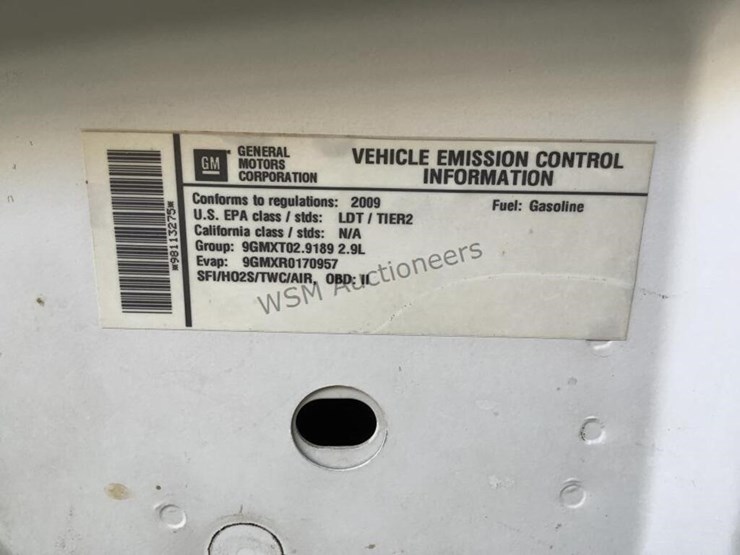 GM
GENERAL
MOTORS
CORPORATION
VEHICLE EMISSION CONTROL
INFORMATION
Conforms to regulations: 2009
Fuel: Gasoline
U.S. EPA class / stds: LDT / TIER2
California class / stds: N/A
Group: 9GMXT02.9189 2.9L
Evap: 9GMXR0170957
SFI/HO2S/TWC/AIR, OBD: II
*98113275*
WSM Auctioneers